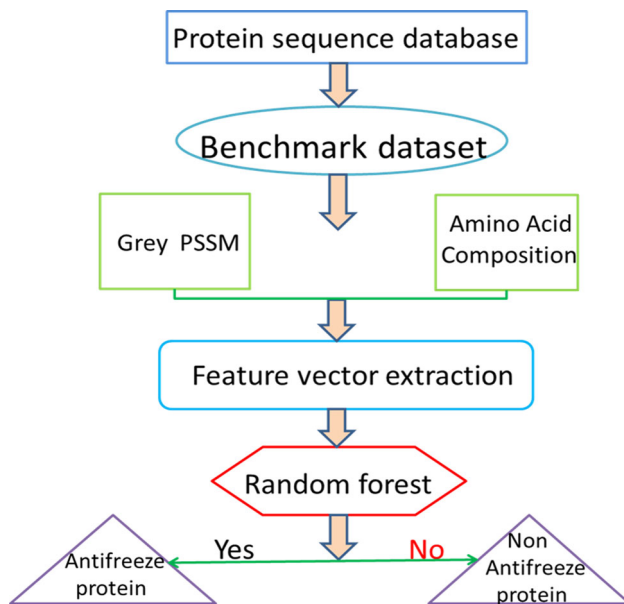 Protein sequence database
Benchmark dataset
Grey PSSM
Amino Acid
Composition
Feature vector extraction
Random forest
Yes
No
Antifreeze
protein
Non
Antifreeze
protein